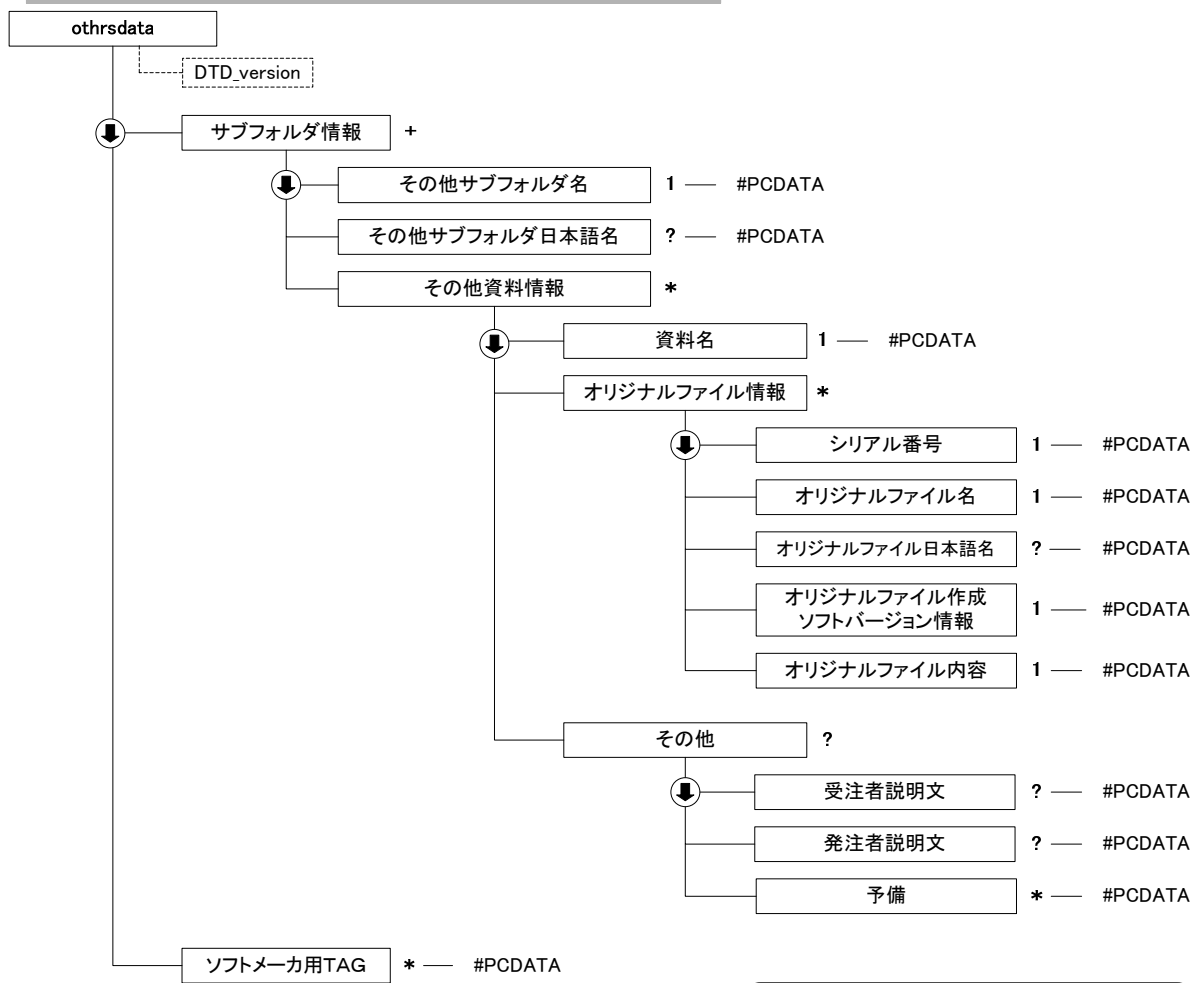 othrsdata
DTD_version
サブフォルダ情報 +
その他サブフォルダ名 1 #PCDATA
その他サブフォルダ日本語名 ? #PCDATA
その他資料情報 *
資料名 1 #PCDATA
オリジナルファイル情報 *
シリアル番号 1 #PCDATA
オリジナルファイル名 1 #PCDATA
オリジナルファイル日本語名 ? #PCDATA
オリジナルファイル作成
ソフトバージョン情報 1 #PCDATA
オリジナルファイル内容 1 #PCDATA
その他 ?
受注者説明文 ? #PCDATA
発注者説明文 ? #PCDATA
予備 * #PCDATA
ソフトメーカ用TAG * #PCDATA